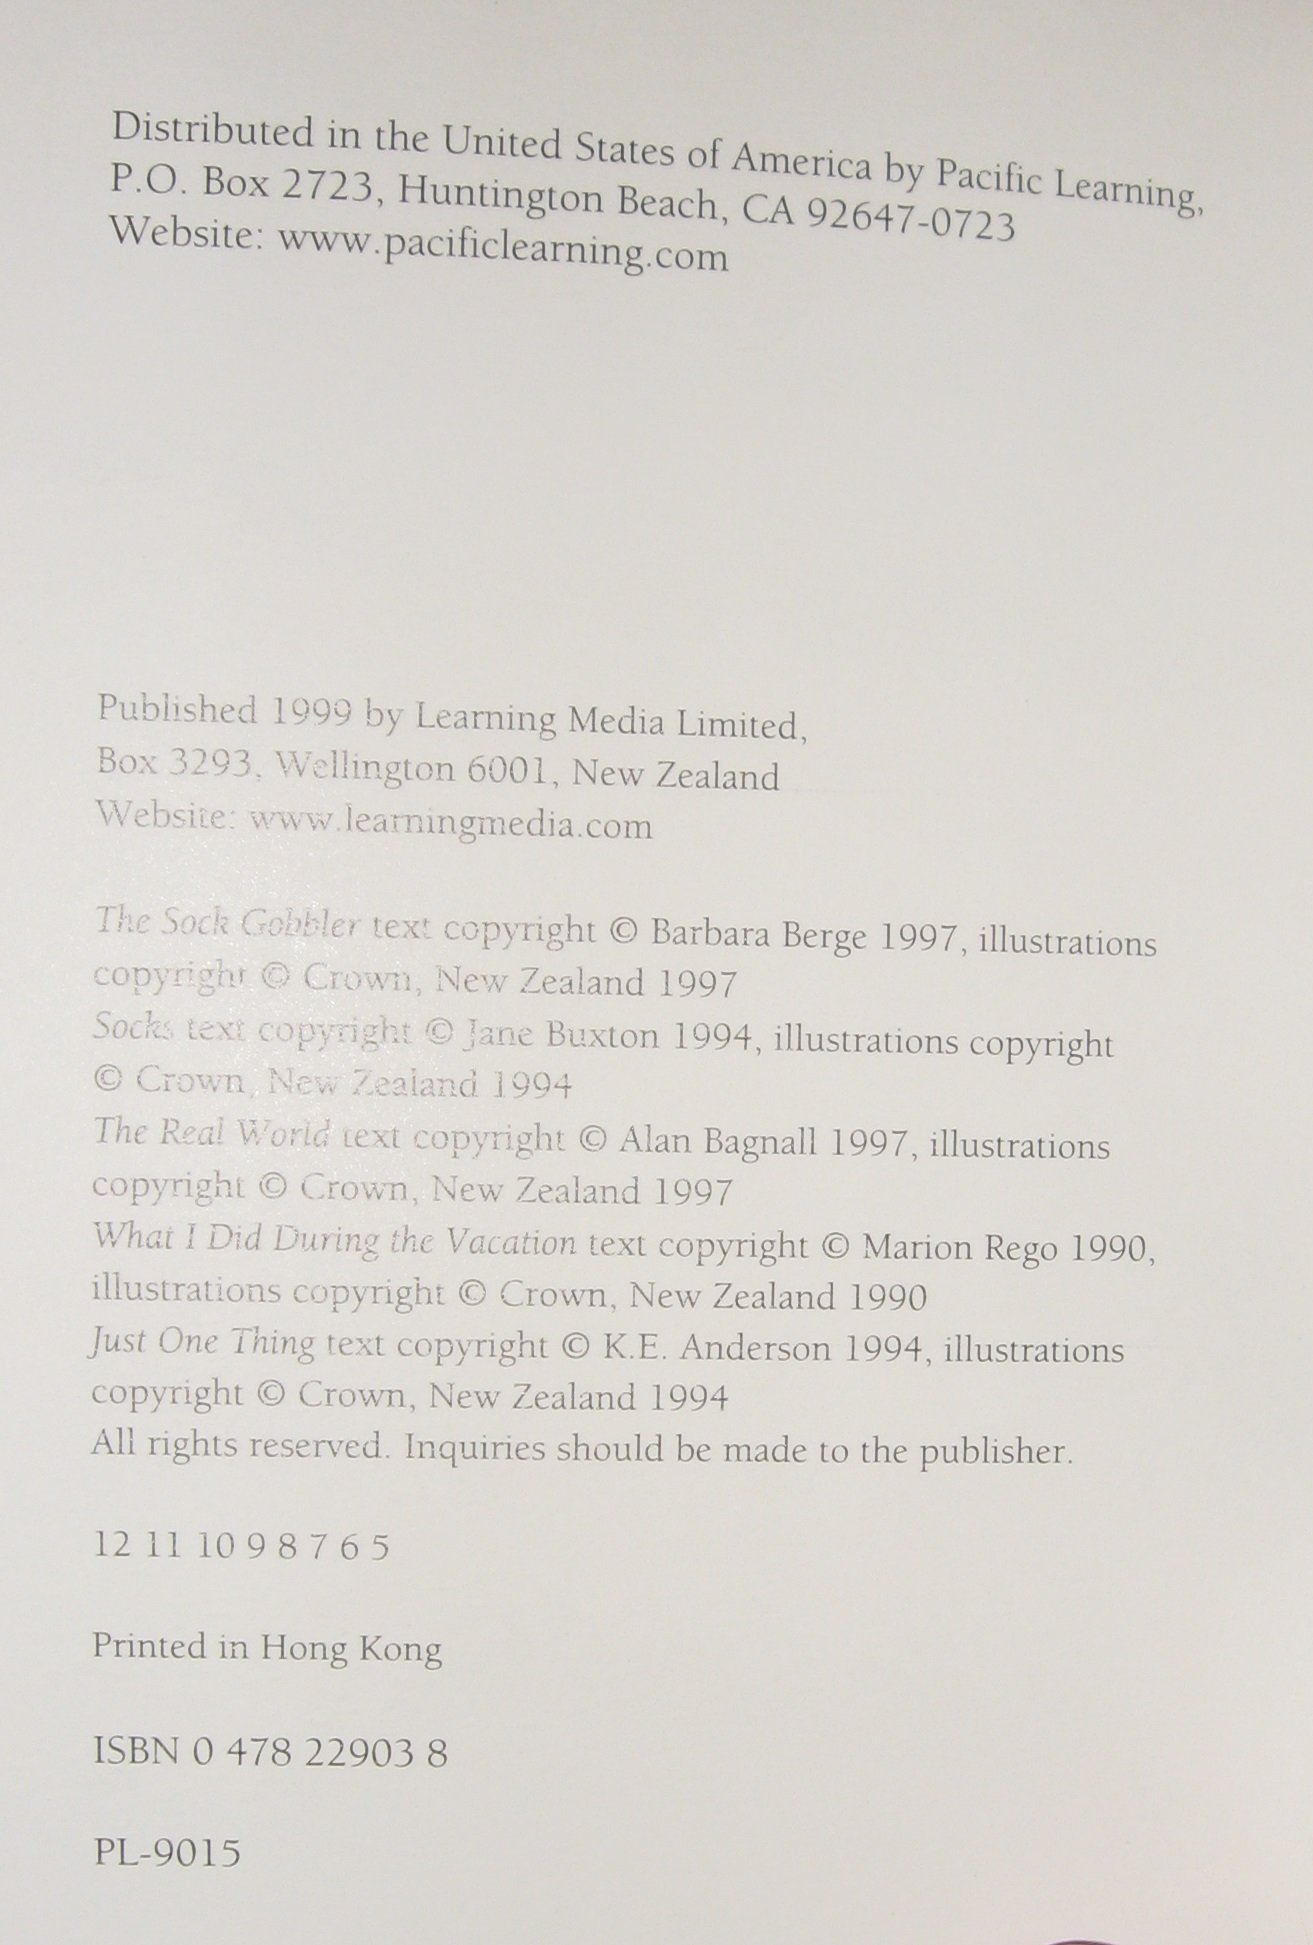 Distributed in the United States of America by Pacific Learning,
P.O. Box 2723, Huntington Beach, CA 92647-0723
Website: www.pacificlearning.com
Published 1999 by Learning Media Limited,
Box 3293, Wellington 6001, New Zealand
Website: www.learningmedia.com
The Sock Gobbler text copyright © Barbara Berge 1997, illustrations
copyright © Crown, New Zealand 1997
Socks text copyright © Jane Buxton 1994, illustrations copyright
© Crown, New Zealand 1994
The Real World text copyright © Alan Bagnall 1997, illustrations
copyright © Crown, New Zealand 1997
What I Did During the Vacation text copyright © Marion Rego 1990,
illustrations copyright © Crown, New Zealand 1990
Just One Thing text copyright © K.E. Anderson 1994, illustrations
copyright © Crown, New Zealand 1994
All rights reserved. Inquiries should be made to the publisher.
12 11 10 9 8 7 6 5
Printed in Hong Kong
ISBN 0 478 22903 8
PL-9015